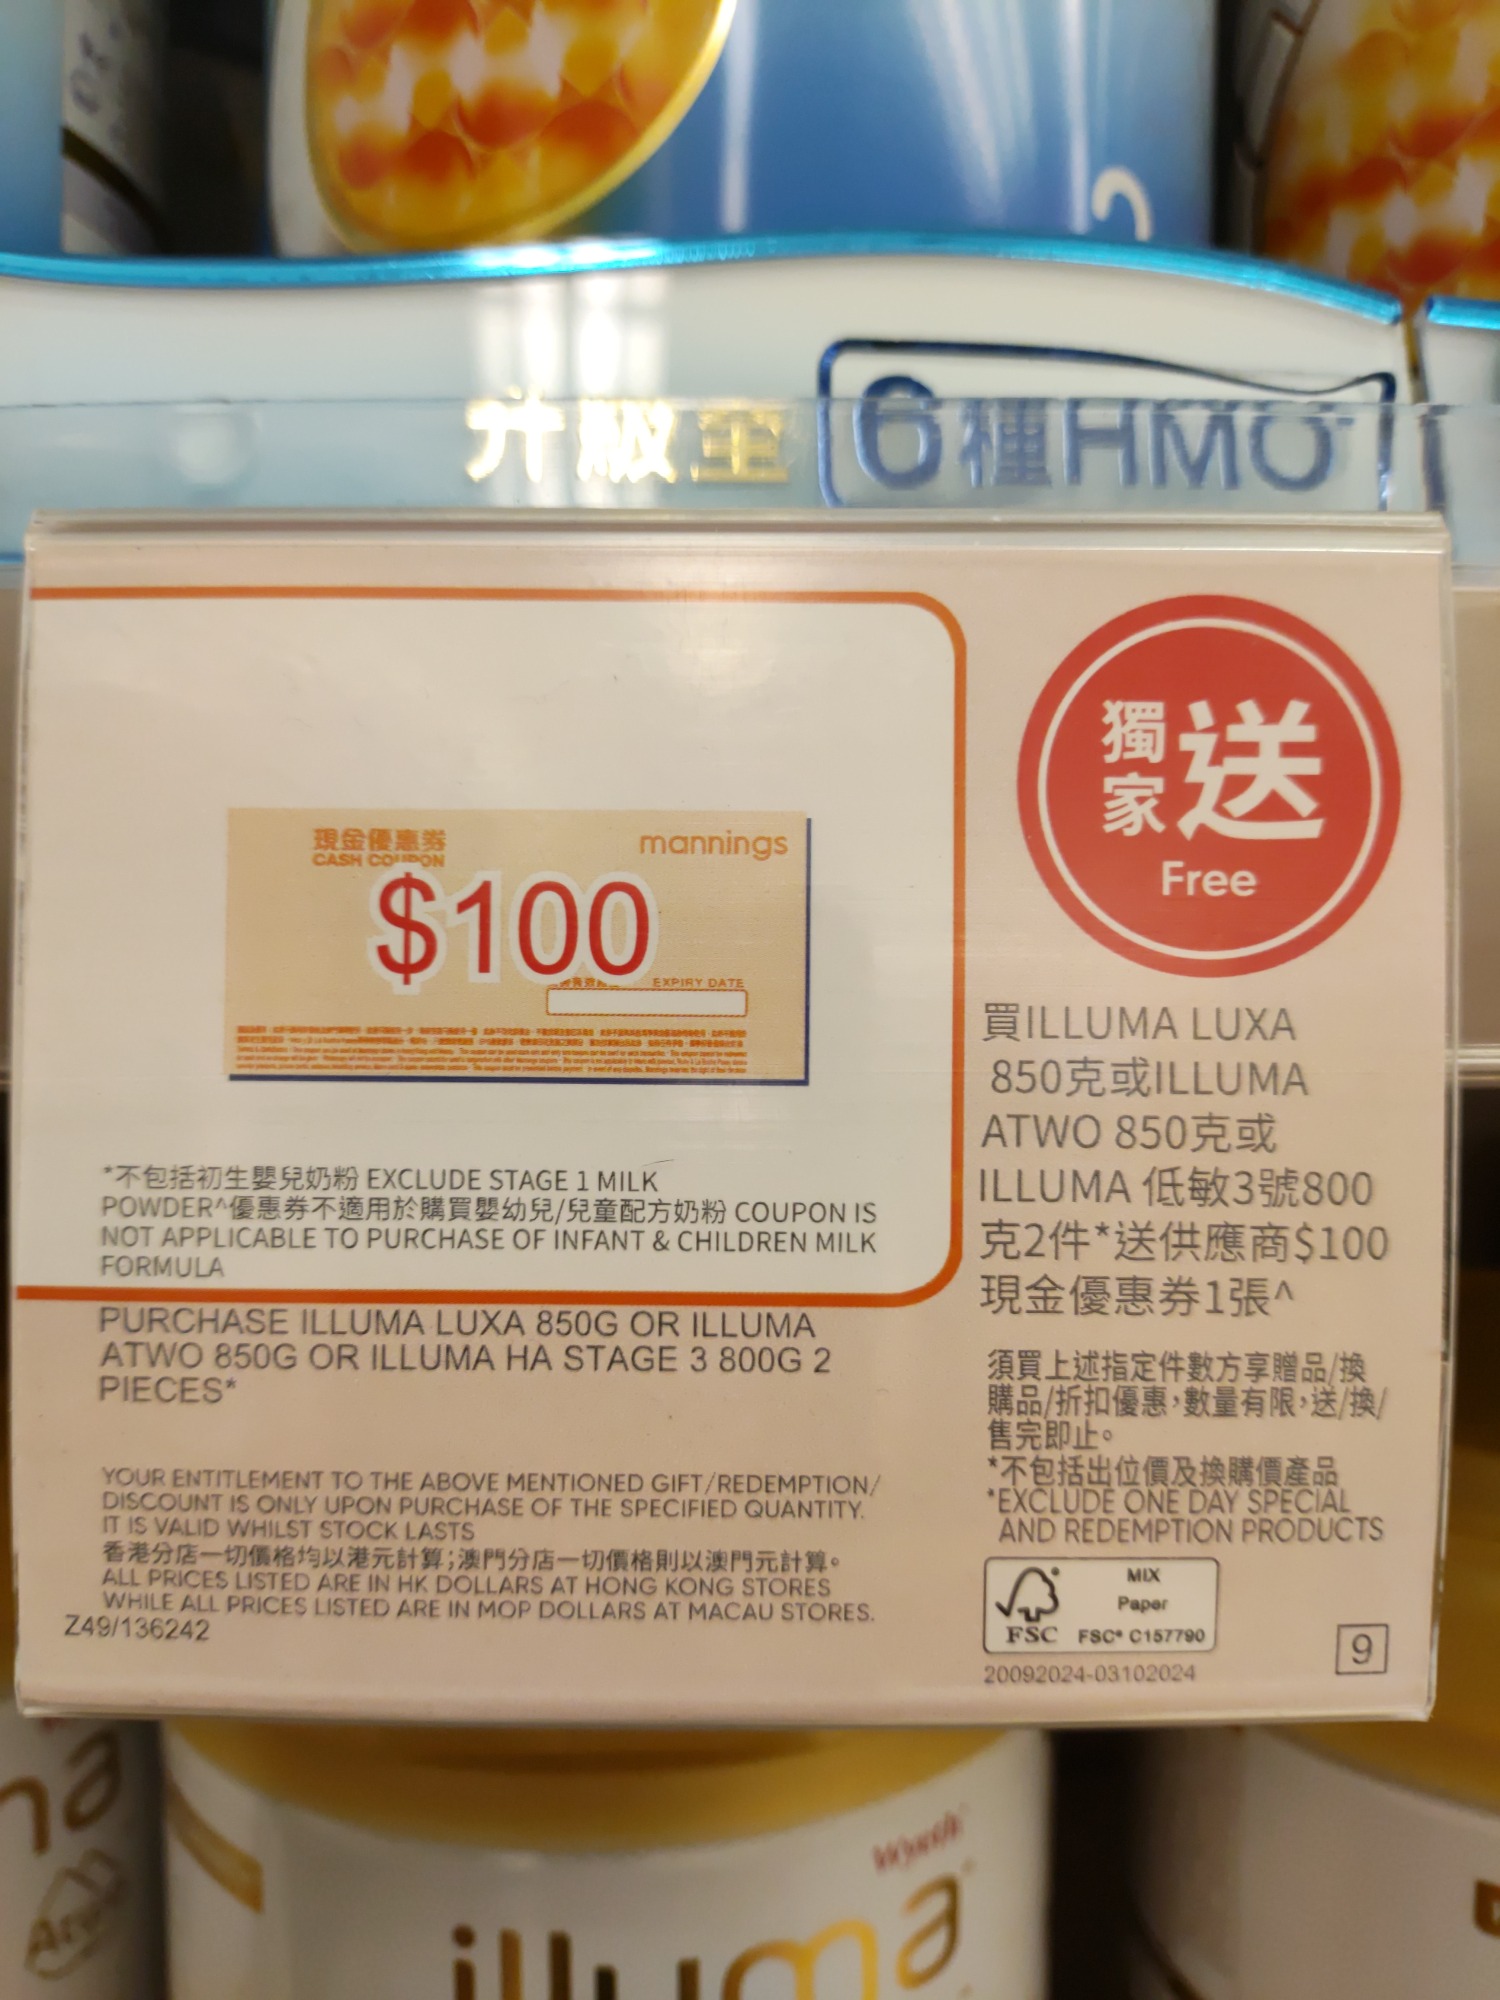 升級至 6種HMO
獨家送
Free
現金優惠券
mannings
CASH COUPON
$100
EXPIRY DATE
*不包括初生嬰兒奶粉 EXCLUDE STAGE 1 MILK
POWDER^優惠券不適用於購買嬰幼兒/兒童配方奶粉 COUPON IS
NOT APPLICABLE TO PURCHASE OF INFANT & CHILDREN MILK
FORMULA
PURCHASE ILLUMA LUXA 850G OR ILLUMA
ATWO 850G OR ILLUMA HA STAGE 3 800G 2
PIECES*
YOUR ENTITLEMENT TO THE ABOVE MENTIONED GIFT/REDEMPTION/
DISCOUNT IS ONLY UPON PURCHASE OF THE SPECIFIED QUANTITY.
IT IS VALID WHILST STOCK LASTS
香港分店一切價格均以港元計算;澳門分店一切價格則以澳門元計算。
ALL PRICES LISTED ARE IN HK DOLLARS AT HONG KONG STORES
WHILE ALL PRICES LISTED ARE IN MOP DOLLARS AT MACAU STORES.
Z49/136242
買ILLUMA LUXA
850克或ILLUMA
ATWO 850克或
ILLUMA 低敏3號800
克2件*送供應商$100
現金優惠券1張^
須買上述指定件數方享贈品/換
購品/折扣優惠,數量有限,送/換/
售完即止。
*不包括出位價及換購價產品
*EXCLUDE ONE DAY SPECIAL
AND REDEMPTION PRODUCTS
MIX
Paper
FSC FSC® C157790
20092024-03102024
9
illuma